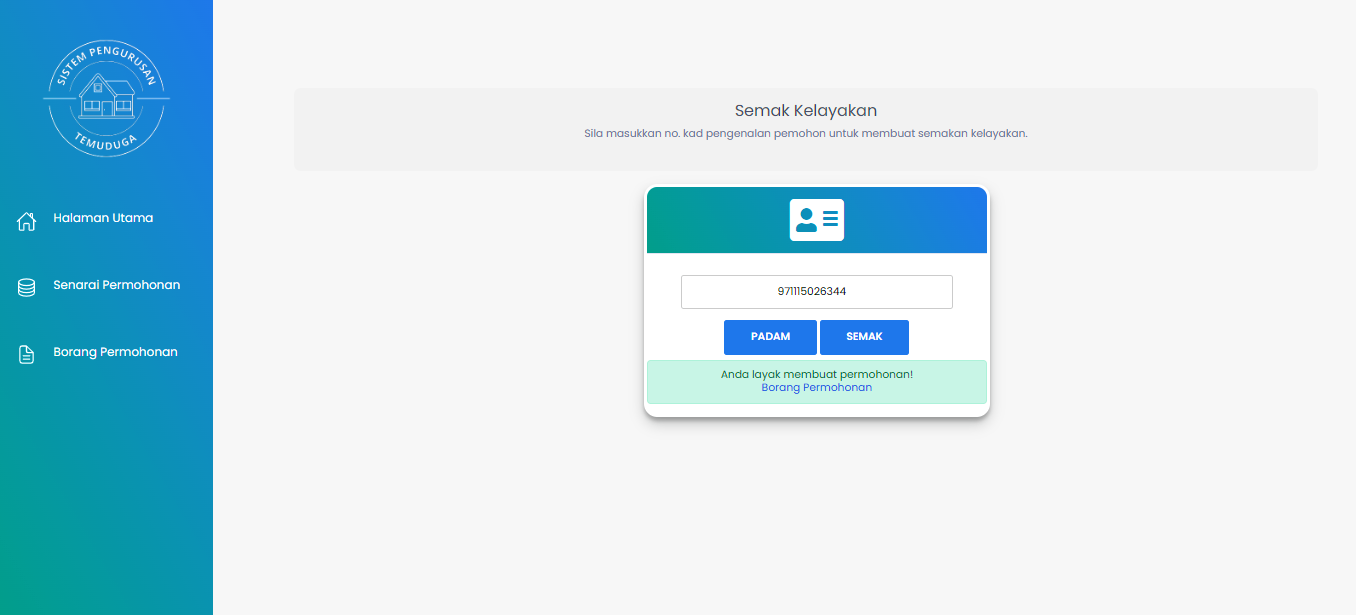 SISTEM PENGURUSAN
TEMUDUGA
Halaman Utama
Senarai Permohonan
Borang Permohonan
Semak Kelayakan
Sila masukkan no. kad pengenalan pemohon untuk membuat semakan kelayakan.
971115026344
PADAM SEMAK
Anda layak membuat permohonan!
Borang Permohonan